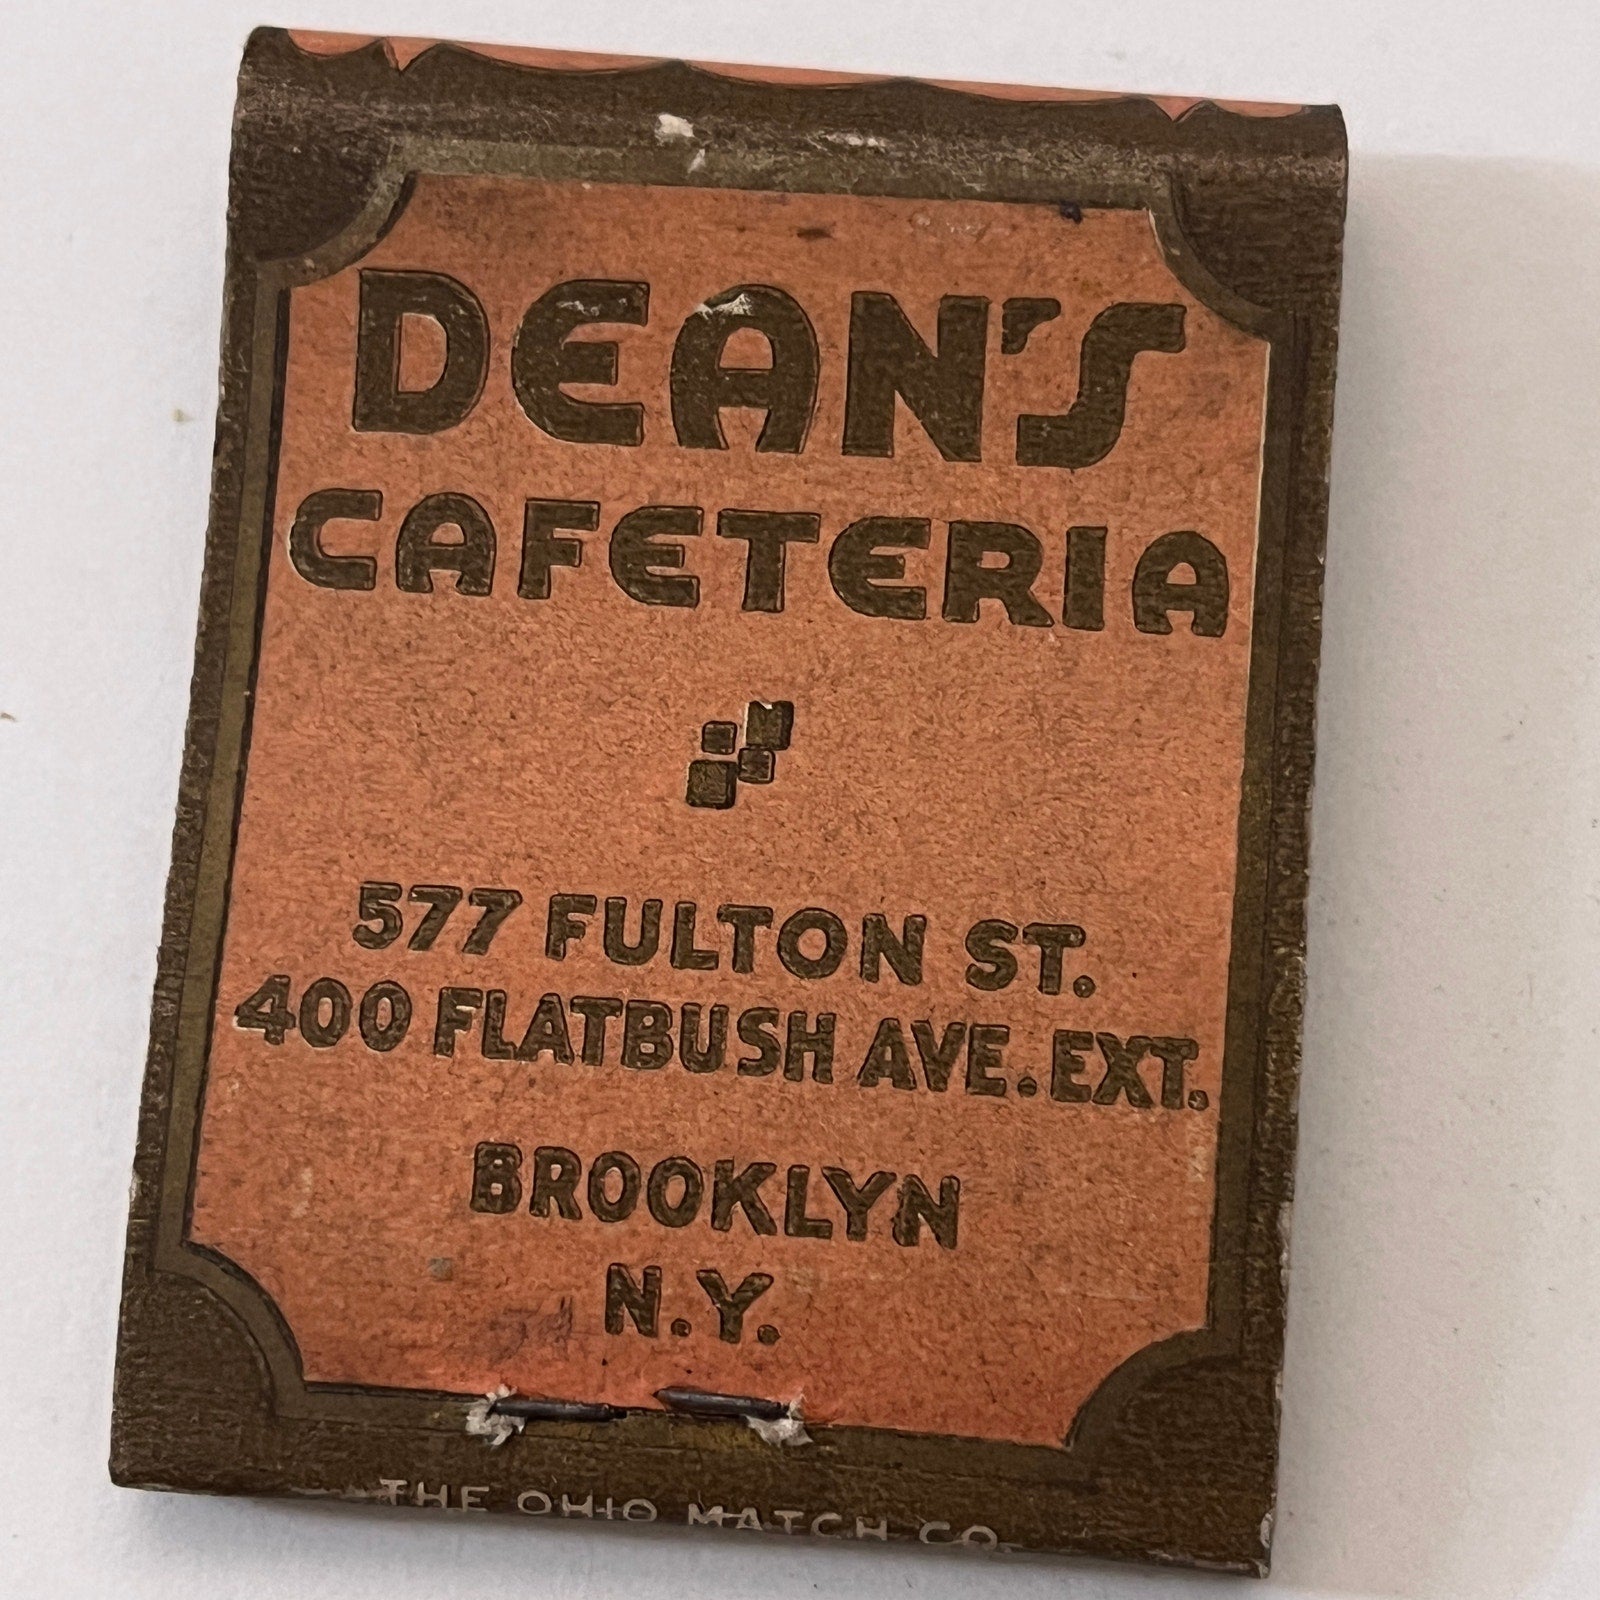 DEAN'S
CAFETERIA
577 FULTON ST.
400 FLATBUSH AVE. EXT.
BROOKLYN
N.Y.
THE OHIO MATCH CO.